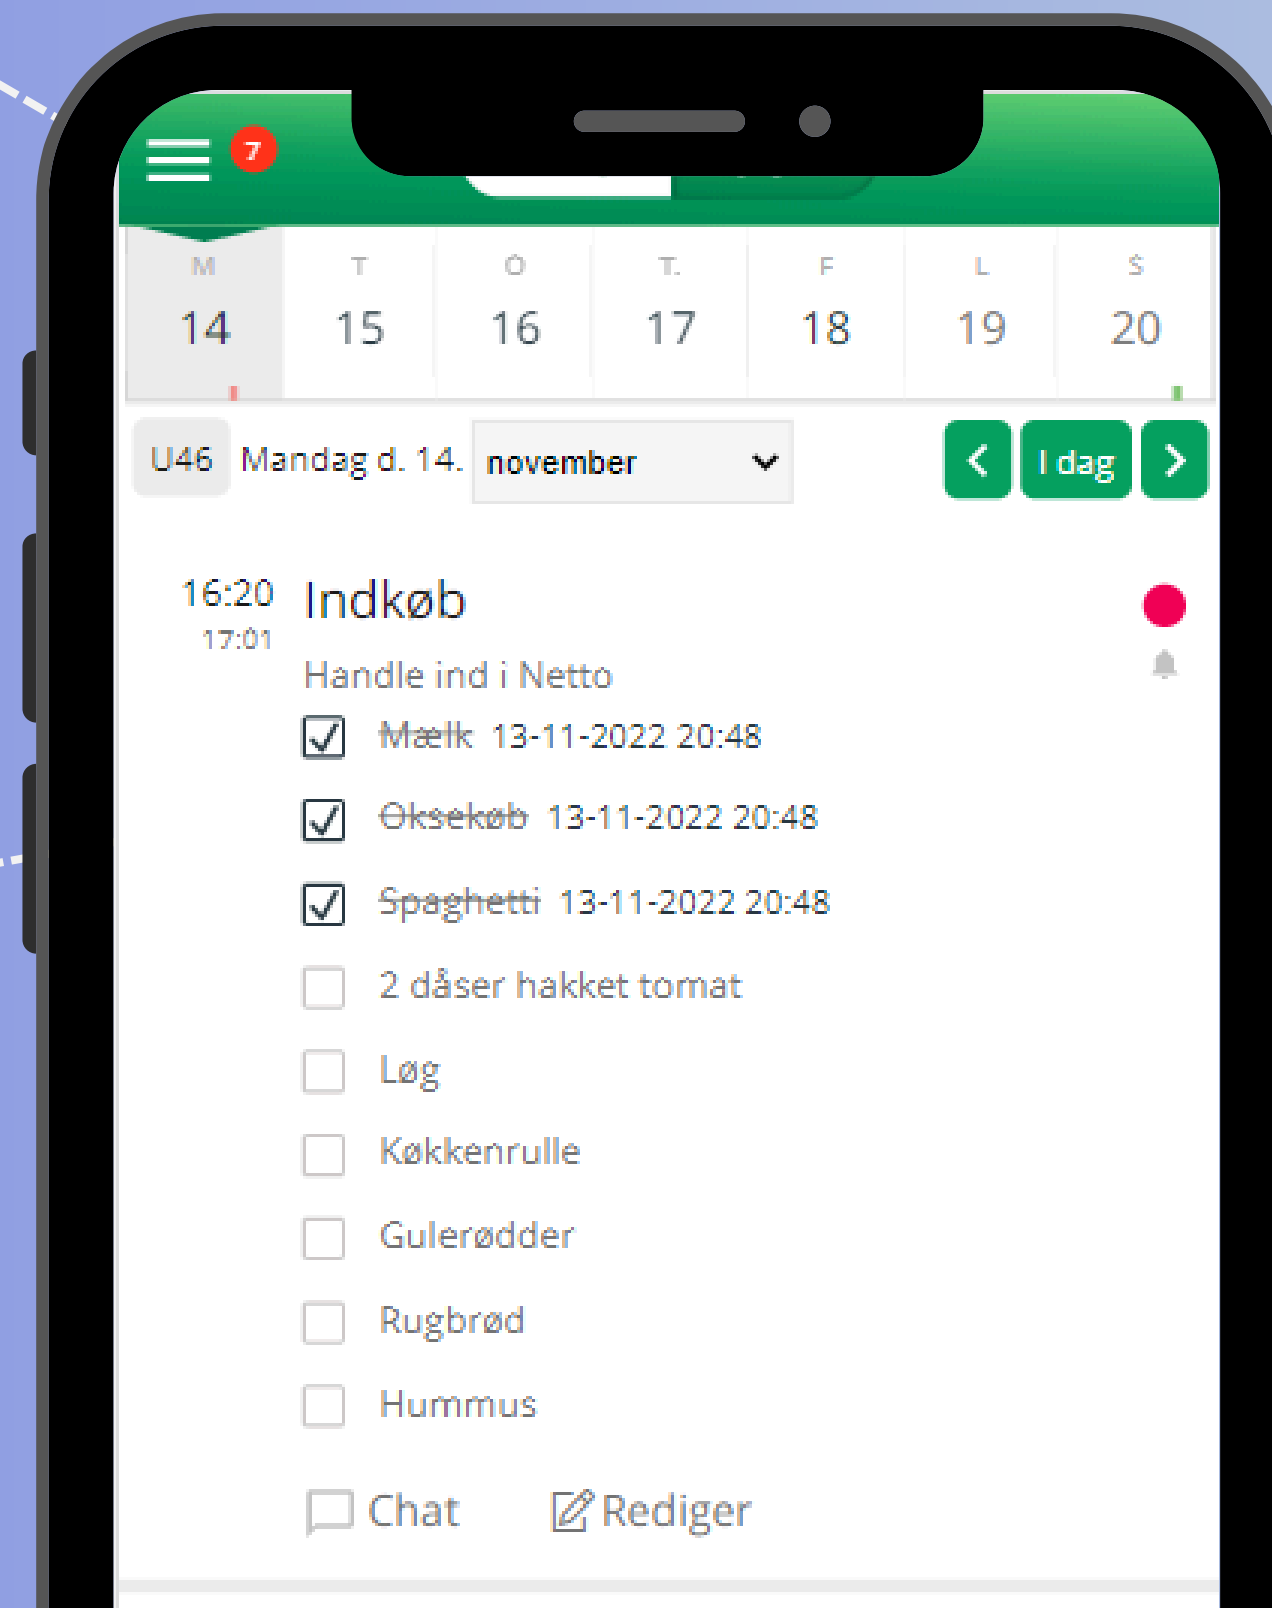 7
M T O T. F L S
14 15 16 17 18 19 20
U46 Mandag d. 14. november I dag
16:20 Indkøb
17:01
Handle ind i Netto
Mælk 13-11-2022 20:48
Oksekøb 13-11-2022 20:48
Spaghetti 13-11-2022 20:48
2 dåser hakket tomat
Løg
Køkkenrulle
Gulerødder
Rugbrød
Hummus
Chat Rediger